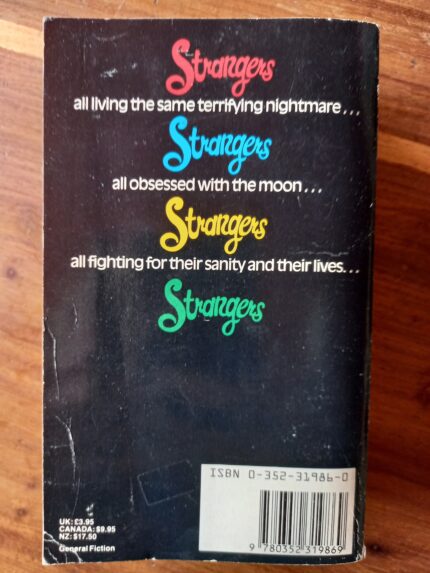 Strangers
all living the same terrifying nightmare...
Strangers
all obsessed with the moon...
Strangers
all fighting for their sanity and their lives...
Strangers
ISBN 0-352-31986-0
UK: £3.95
CANADA: $9.95
NZ: $17.50
General Fiction
9 780352 319869